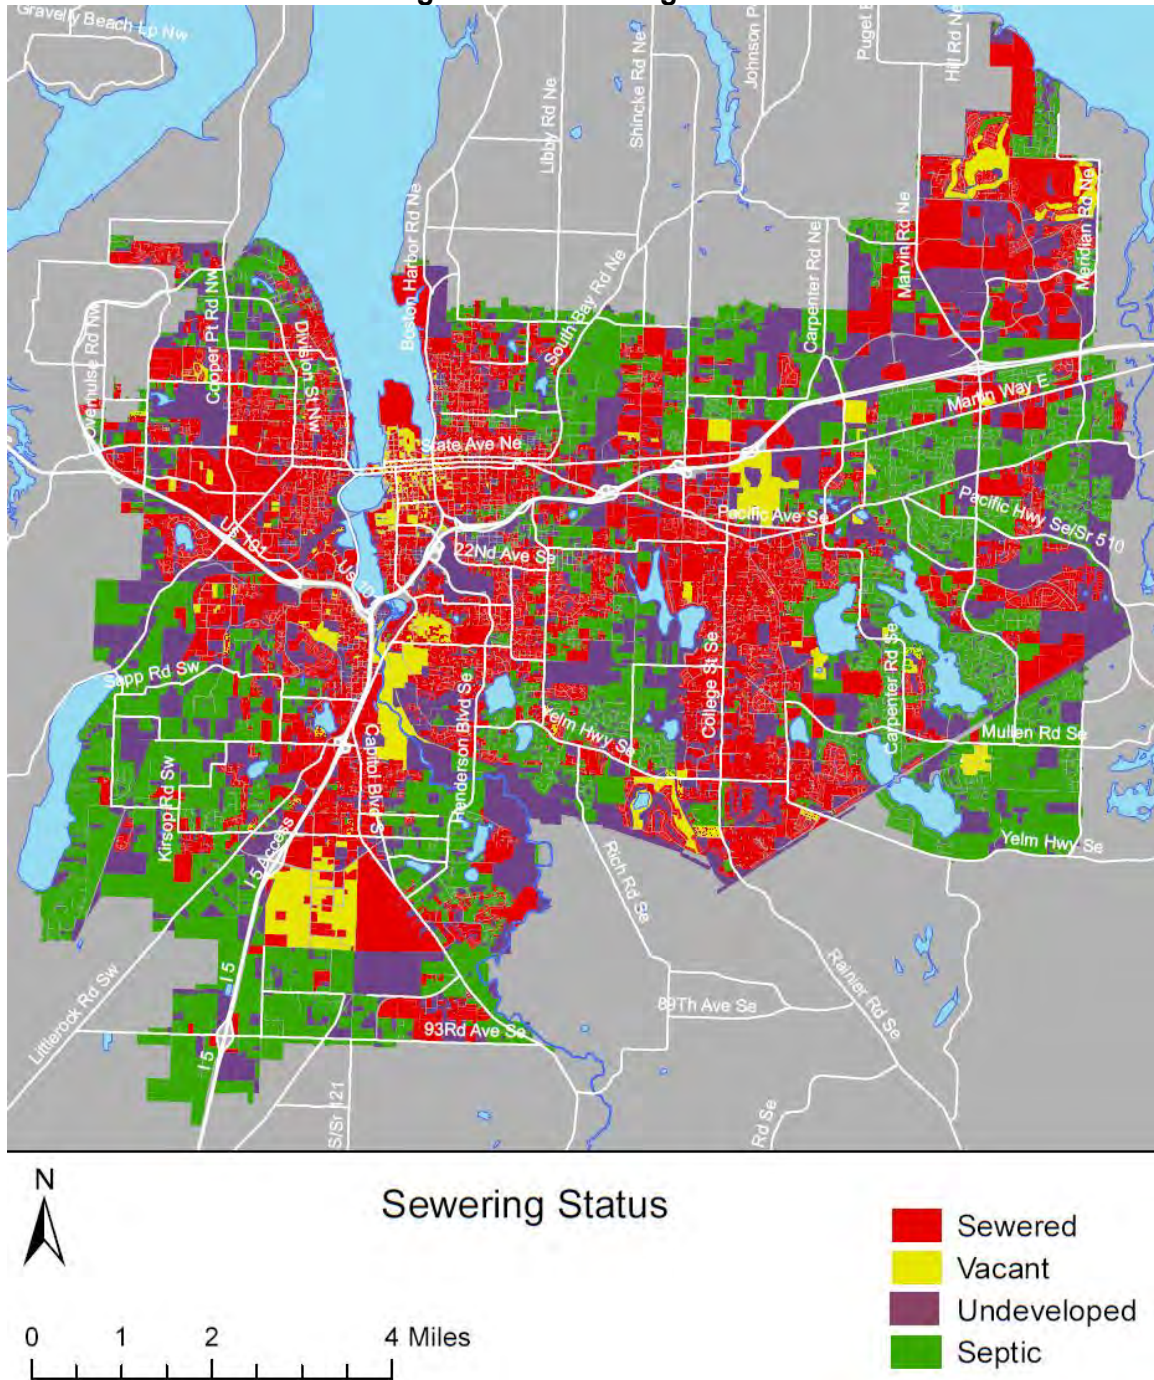 Gravelly Beach Lp Nw
Libby Rd Ne
Shincke Rd Ne
Johnson P
Puget B
Hill Rd Ne
Boston Harbor Rd Ne
South Bay Rd Ne
Carpenter Rd Ne
Marvin Rd Ne
Meridian Rd Ne
Overhulse Rd Nw
Cooper Pt Rd Nw
Division St Nw
State Ave Ne
Martin Way E
Pacific Ave Se
Pacific Hwy Se/Sr 510
US 101
US 101
22Nd Ave Se
Sapp Rd Sw
Kirsop Rd Sw
Capitol Blvd S
Henderson Blvd Se
Yelm Hwy Se
College St Se
Carpenter Rd Se
Mullen Rd Se
Yelm Hwy Se
I 5 Access
Rich Rd Se
Rainier Rd Se
Littlerock Rd Sw
I 5
89Th Ave Se
93Rd Ave Se
I 5
S/Sr 121
Rd Se
N
Sewering Status
Sewered
Vacant
Undeveloped
Septic
0 1 2 4 Miles